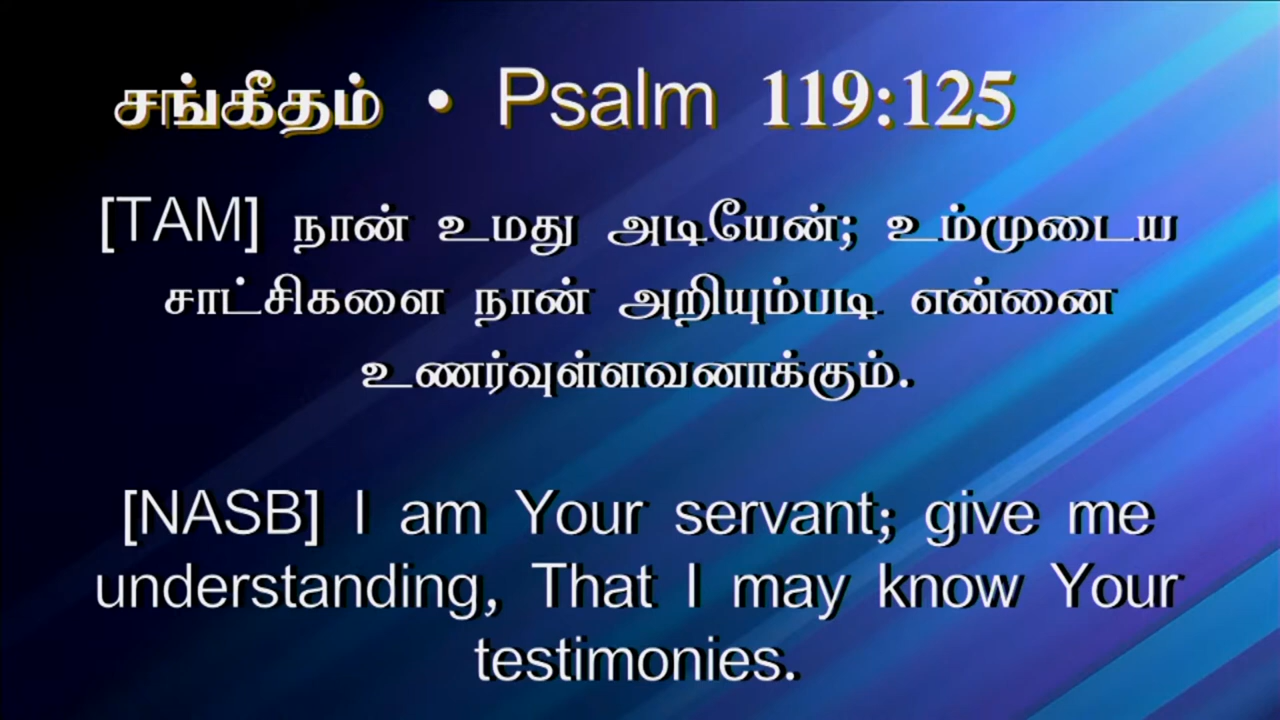 சங்கீதம் • Psalm 119:125
[TAM] நான் உமது அடியேன்; உம்முடைய
சாட்சிகளை நான் அறியும்படி என்னை
உணர்வுள்ளவனாக்கும்.
[NASB] I am Your servant; give me
understanding, That I may know Your
testimonies.